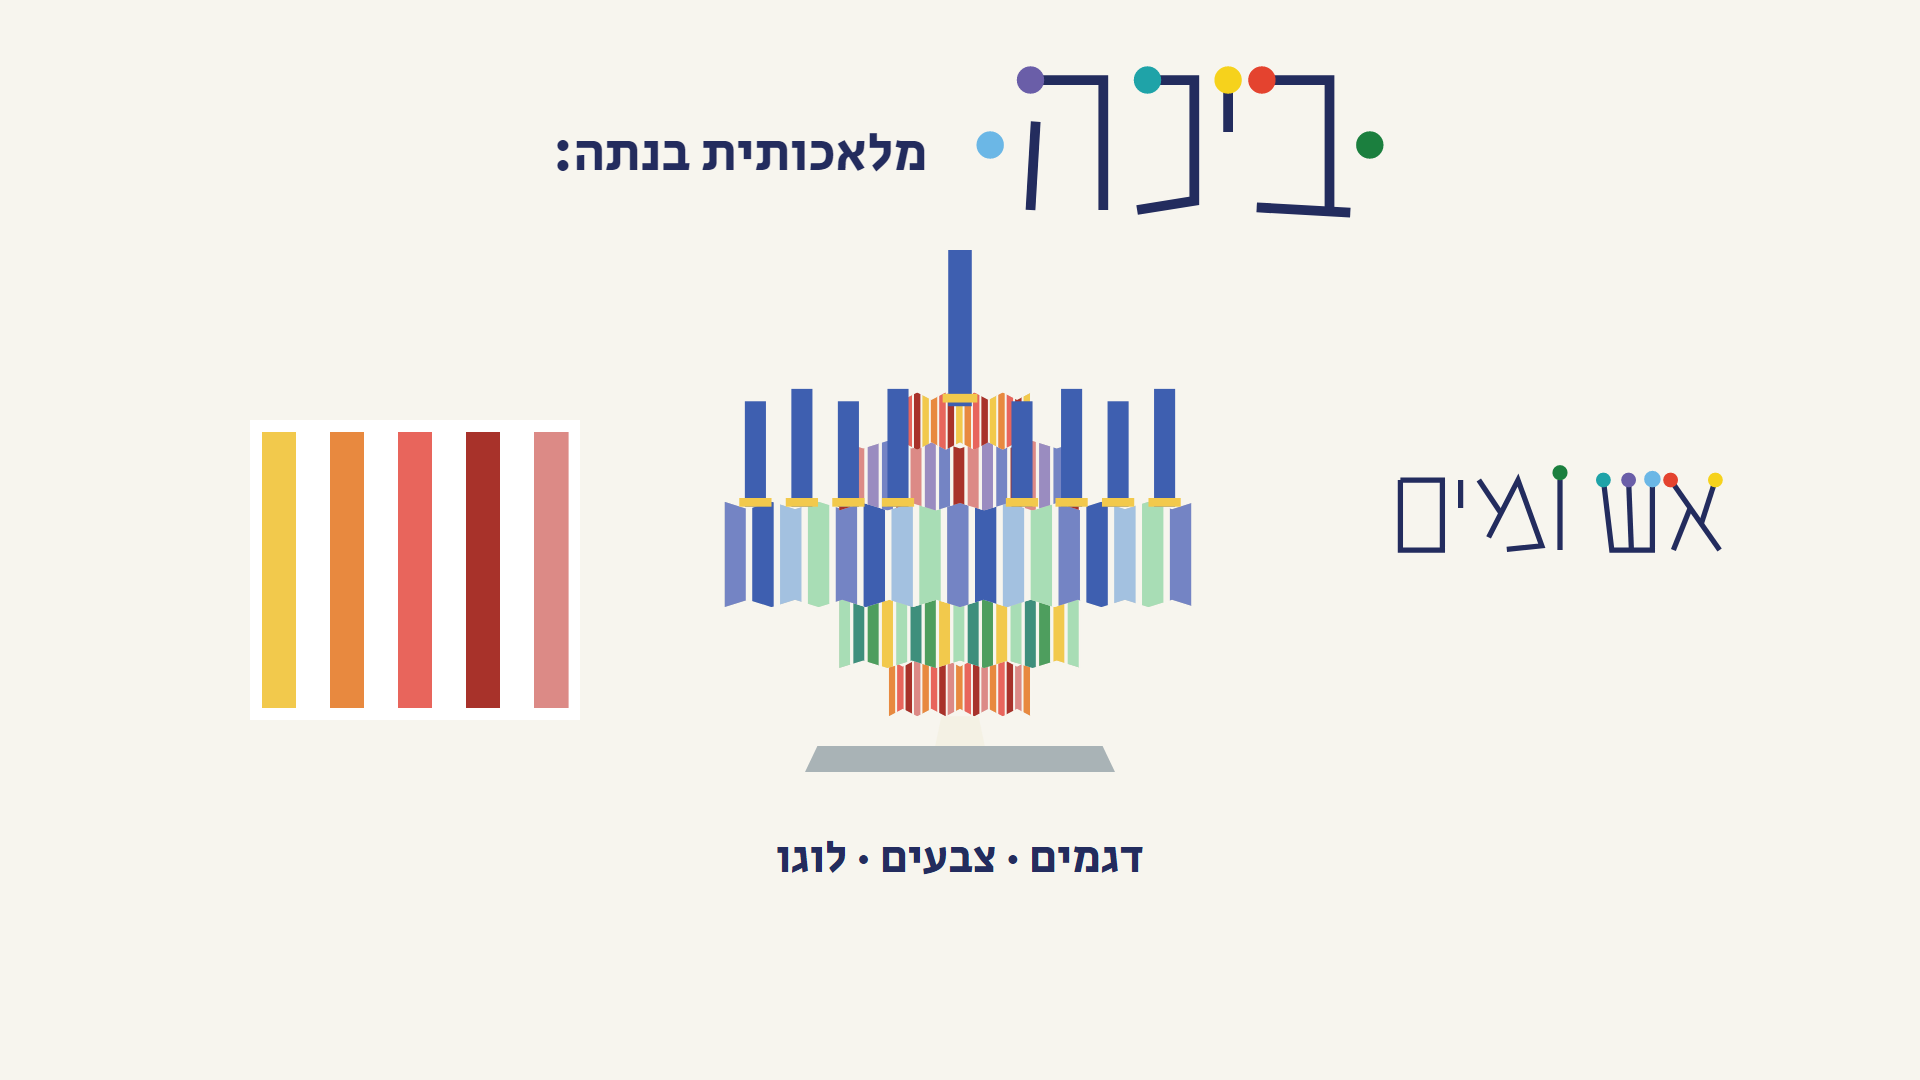 בינה מלאכותית בנתה:
אש ומים
דגמים • צבעים • לוגו